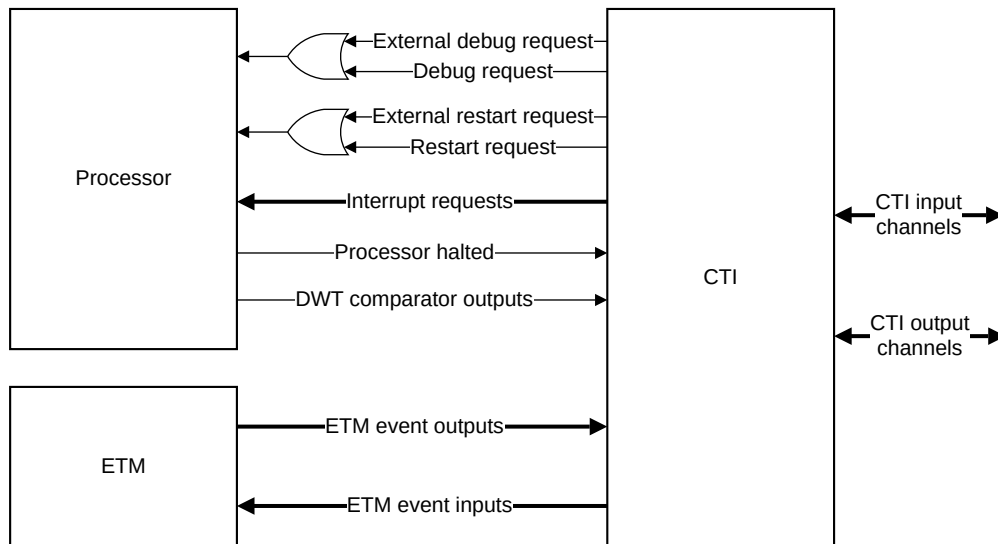 External debug request
Debug request
External restart request
Restart request
Processor
Interrupt requests
CTI input
channels
Processor halted
CTI
DWT comparator outputs
CTI output
channels
ETM event outputs
ETM
ETM event inputs